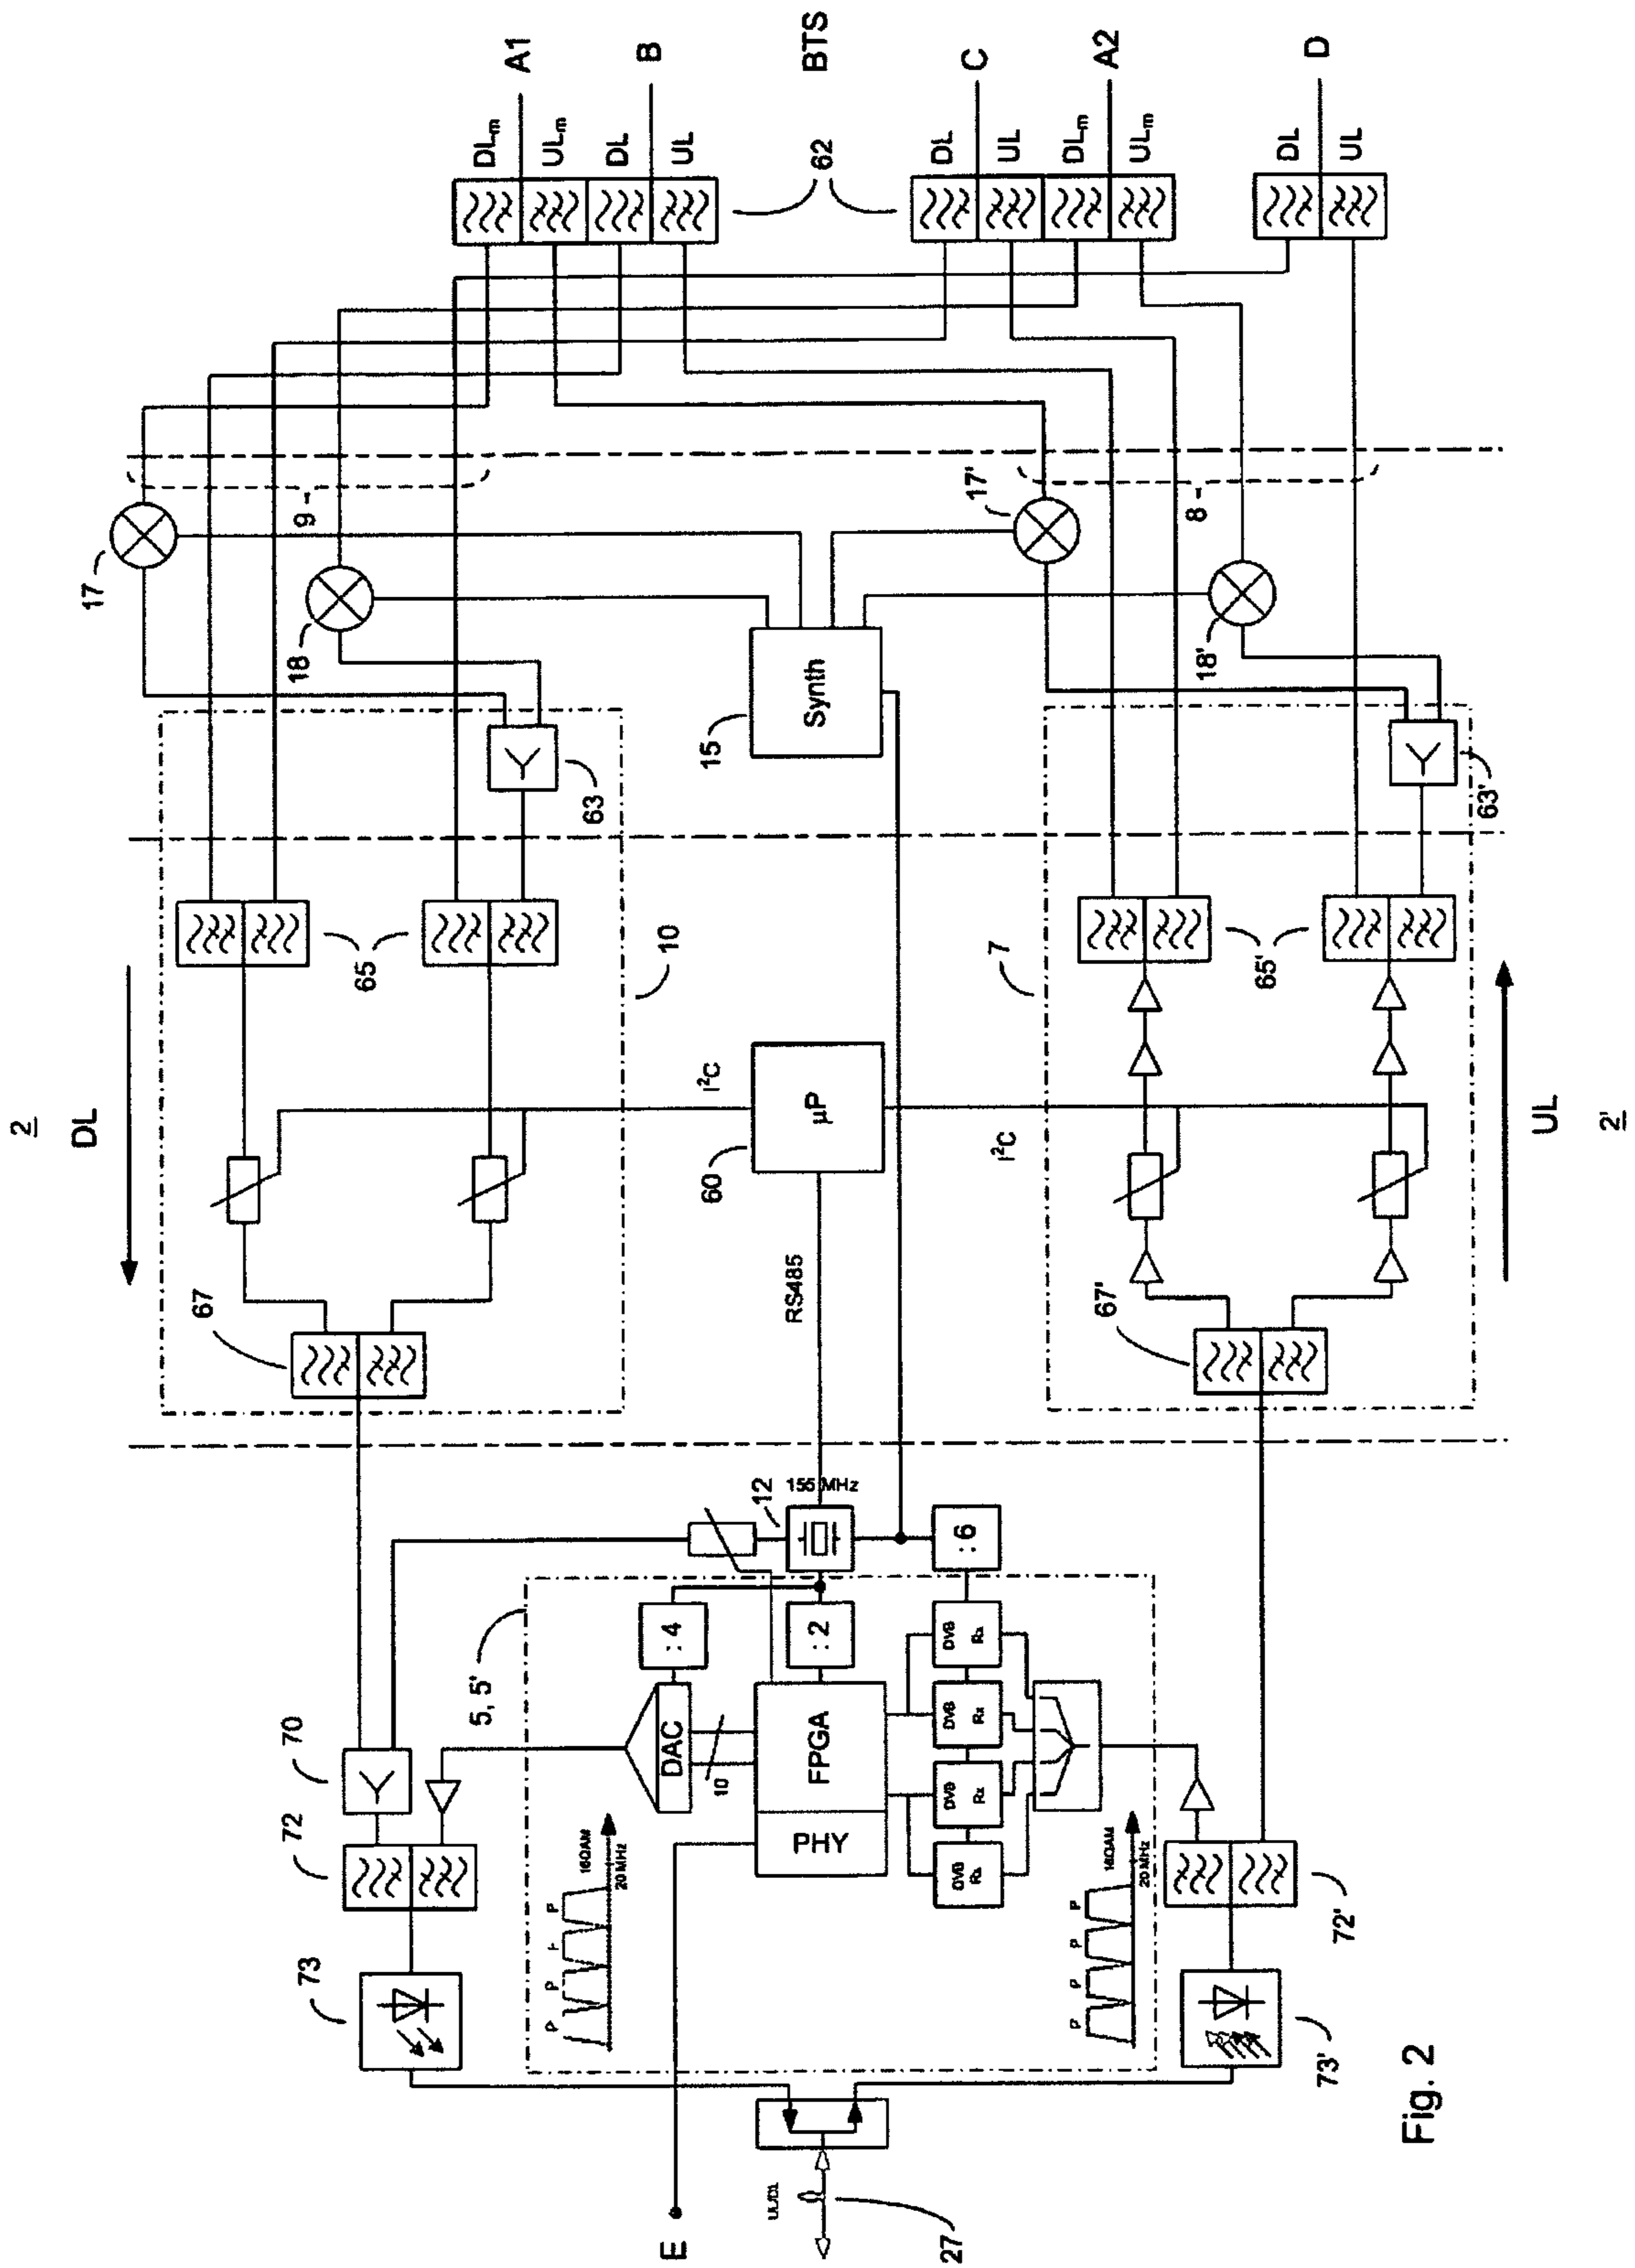 2
DL
67
10
65
9
17
18
63
DLm
A1
ULm
DL
B
UL
62
BTS
DL
C
UL
DLm
A2
ULm
DL
D
UL
15
Synth
17'
8
18'
63'
I²C
60
µP
I²C
7
65'
67'
UL
2'
RS485
12
155 MHz
: 6
: 4
: 2
5, 5'
70
72
73
DAC
10
FPGA
PHY
DVB
Rx
DVB
Rx
DVB
Rx
DVB
Rx
16QAM
20 MHz
P
P
P
16QAM
20 MHz
P
P
P
P
72'
73'
E
UL/DL
27
Fig. 2